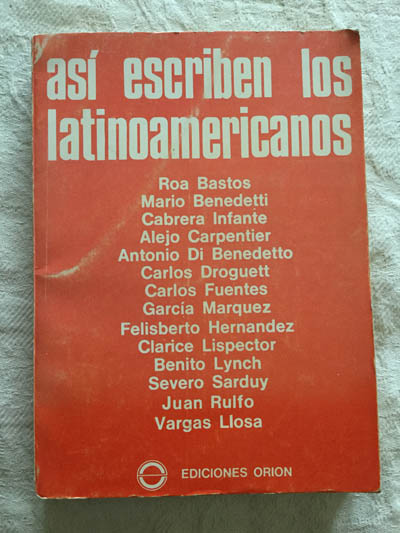 así escriben los
latinoamericanos
Roa Bastos
Mario Benedetti
Cabrera Infante
Alejo Carpentier
Antonio Di Benedetto
Carlos Droguett
Carlos Fuentes
García Marquez
Felisberto Hernandez
Clarice Lispector
Benito Lynch
Severo Sarduy
Juan Rulfo
Vargas Llosa
EDICIONES ORION